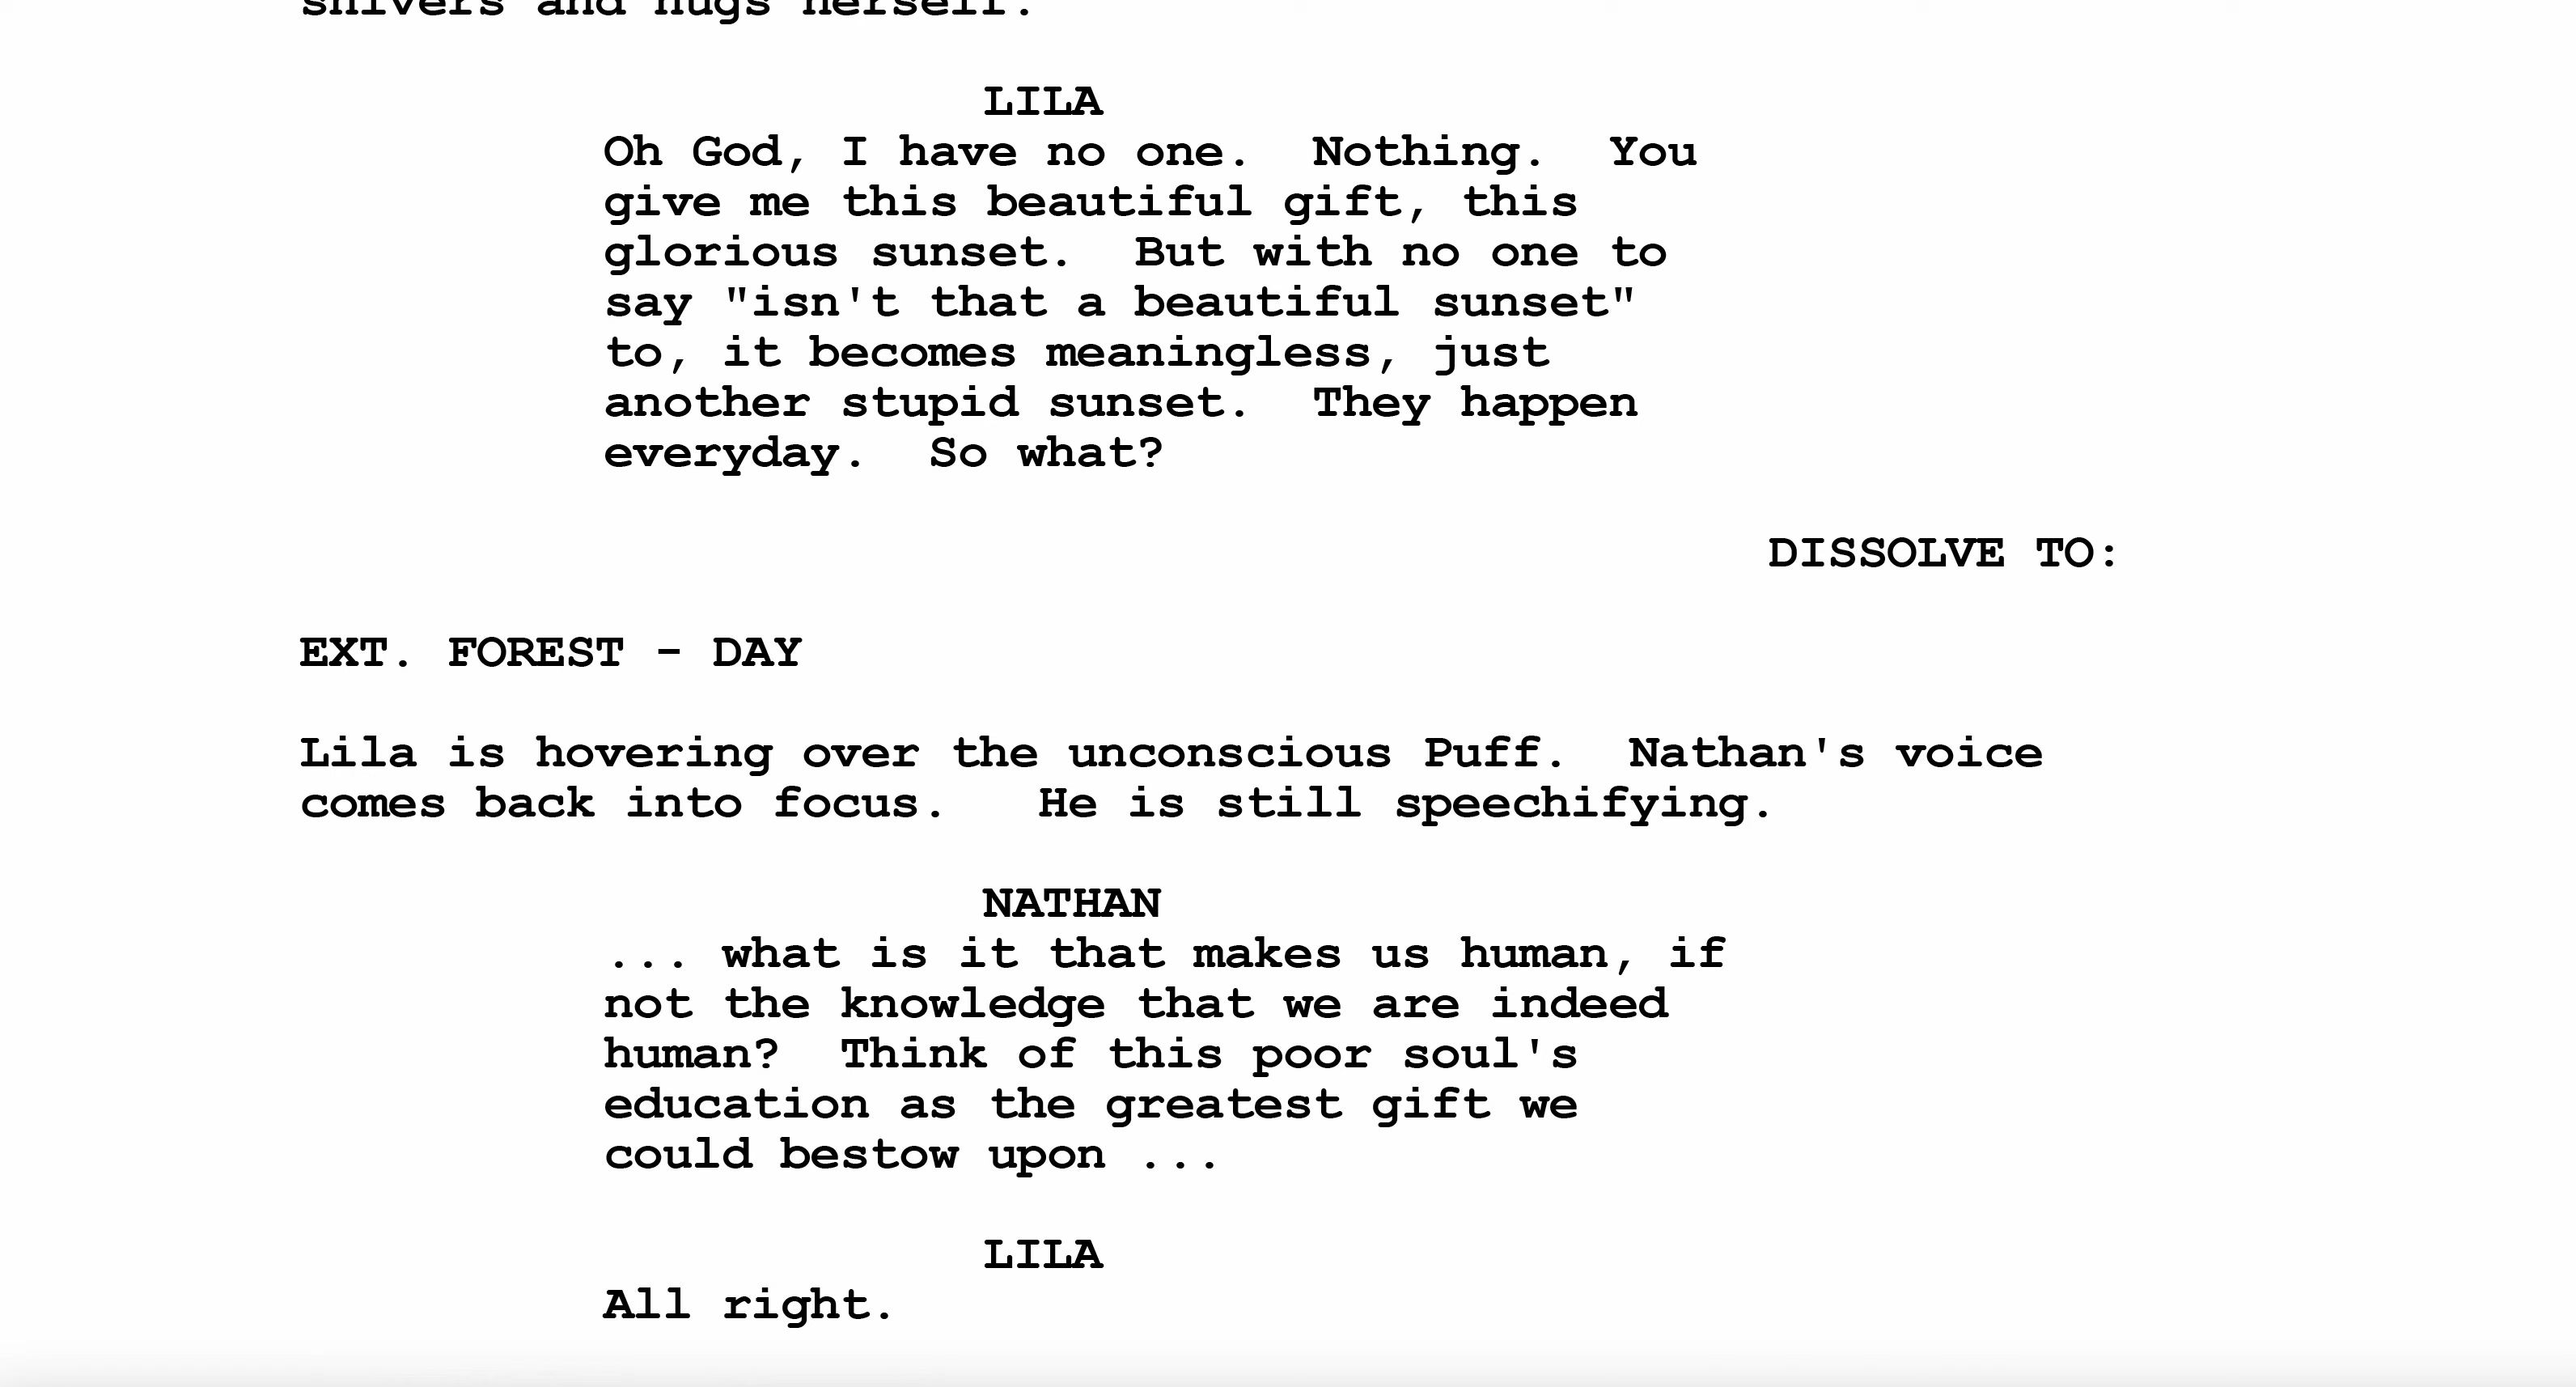 shivers and hugs herself.
LILA
Oh God, I have no one.  Nothing.  You
give me this beautiful gift, this
glorious sunset.  But with no one to
say "isn't that a beautiful sunset"
to, it becomes meaningless, just
another stupid sunset.  They happen
everyday.  So what?
DISSOLVE TO:
EXT. FOREST - DAY
Lila is hovering over the unconscious Puff.  Nathan's voice
comes back into focus.   He is still speechifying.
NATHAN
... what is it that makes us human, if
not the knowledge that we are indeed
human?  Think of this poor soul's
education as the greatest gift we
could bestow upon ...
LILA
All right.